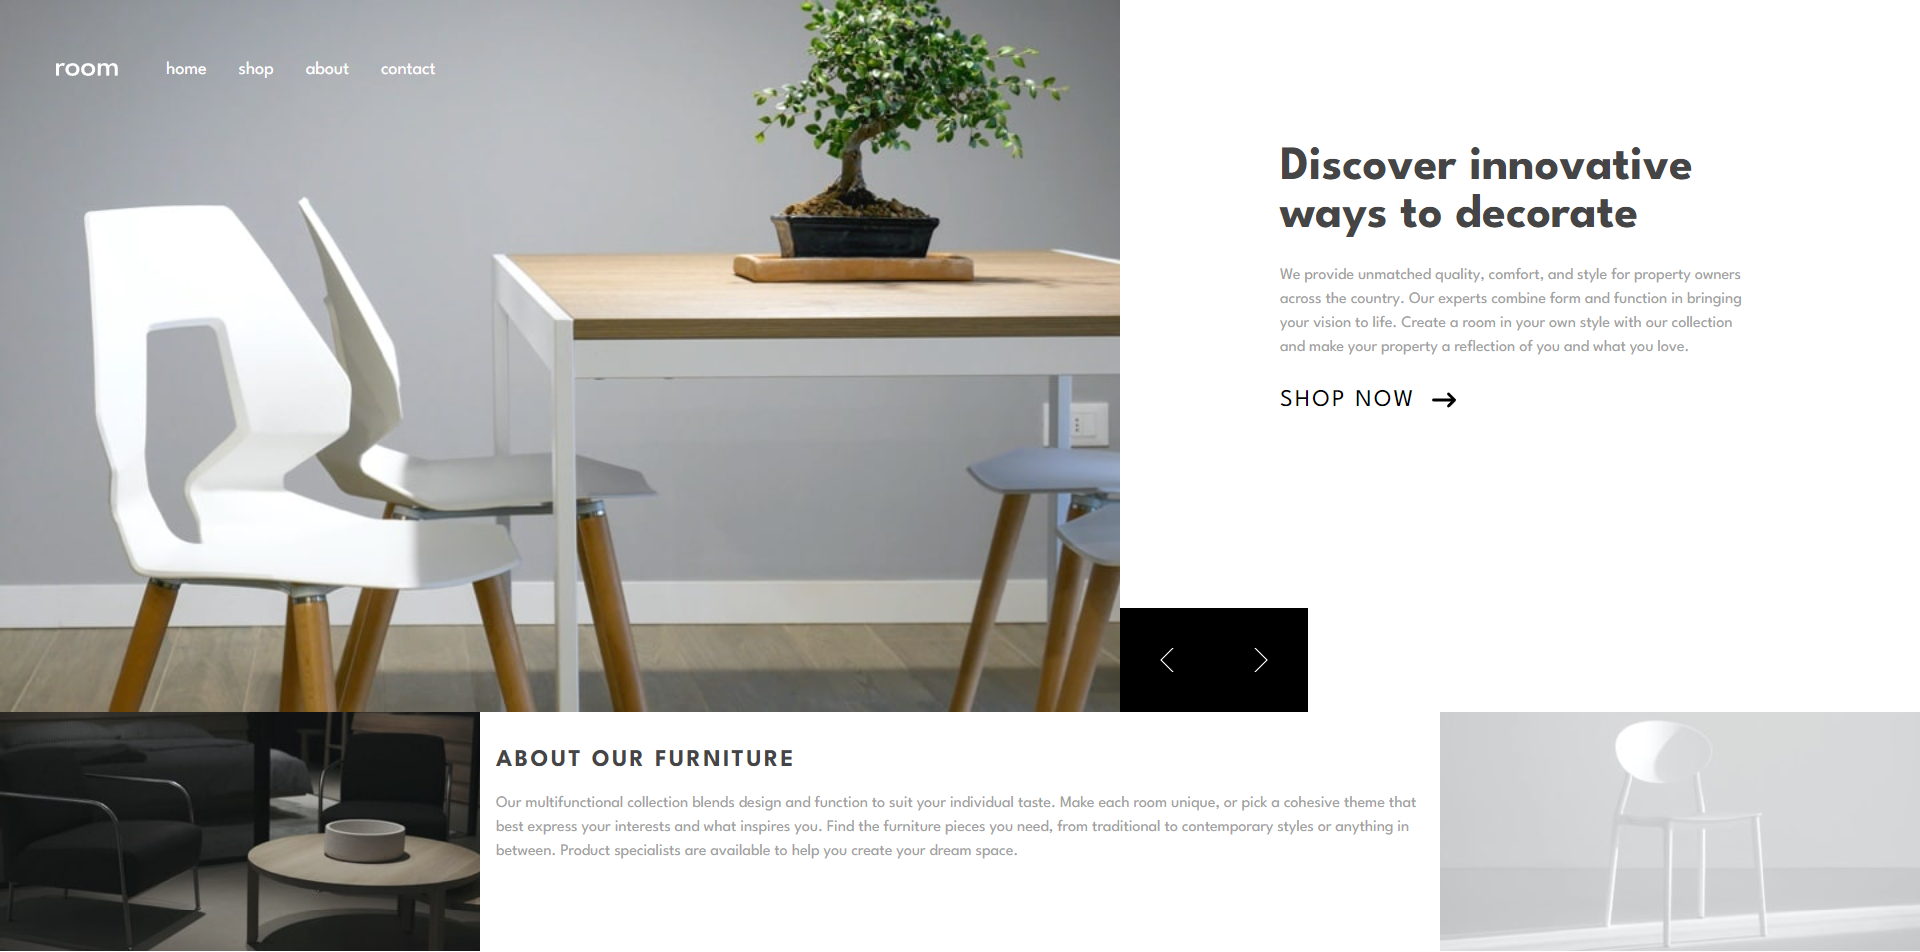 room
home shop about contact
Discover innovative
ways to decorate
We provide unmatched quality, comfort, and style for property owners
across the country. Our experts combine form and function in bringing
your vision to life. Create a room in your own style with our collection
and make your property a reflection of you and what you love.
SHOP NOW
ABOUT OUR FURNITURE
Our multifunctional collection blends design and function to suit your individual taste. Make each room unique, or pick a cohesive theme that
best express your interests and what inspires you. Find the furniture pieces you need, from traditional to contemporary styles or anything in
between. Product specialists are available to help you create your dream space.